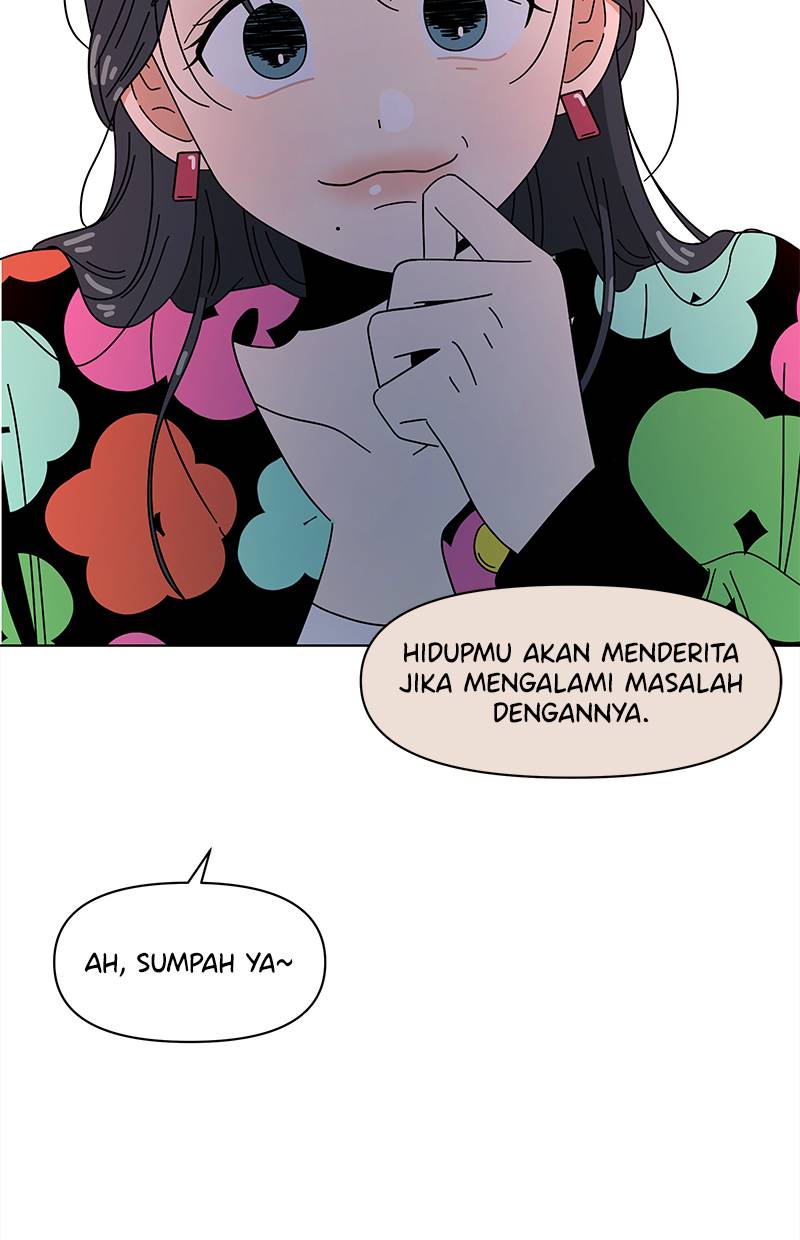 HIDUPMU AKAN MENDERITA
JIKA MENGALAMI MASALAH
DENGANNYA.
AH, SUMPAH YA~